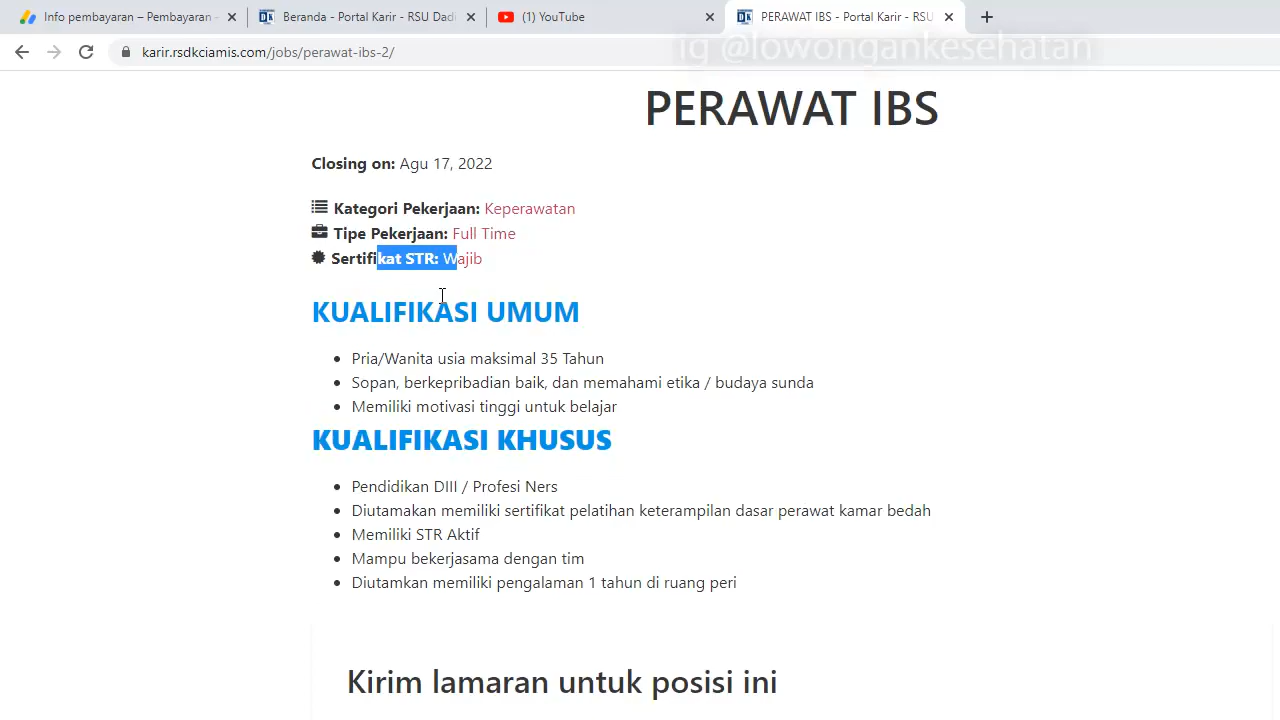 Info pembayaran – Pembayaran
Beranda - Portal Karir - RSU Dadi
(1) YouTube
PERAWAT IBS - Portal Karir - RSU
karir.rsdkciamis.com/jobs/perawat-ibs-2/
ig @lowongankesehatan
PERAWAT IBS
Closing on: Agu 17, 2022
Kategori Pekerjaan: Keperawatan
Tipe Pekerjaan: Full Time
Sertifikat STR: Wajib
KUALIFIKASI UMUM
Pria/Wanita usia maksimal 35 Tahun
Sopan, berkepribadian baik, dan memahami etika / budaya sunda
Memiliki motivasi tinggi untuk belajar
KUALIFIKASI KHUSUS
Pendidikan DIII / Profesi Ners
Diutamakan memiliki sertifikat pelatihan keterampilan dasar perawat kamar bedah
Memiliki STR Aktif
Mampu bekerjasama dengan tim
Diutamkan memiliki pengalaman 1 tahun di ruang peri
Kirim lamaran untuk posisi ini